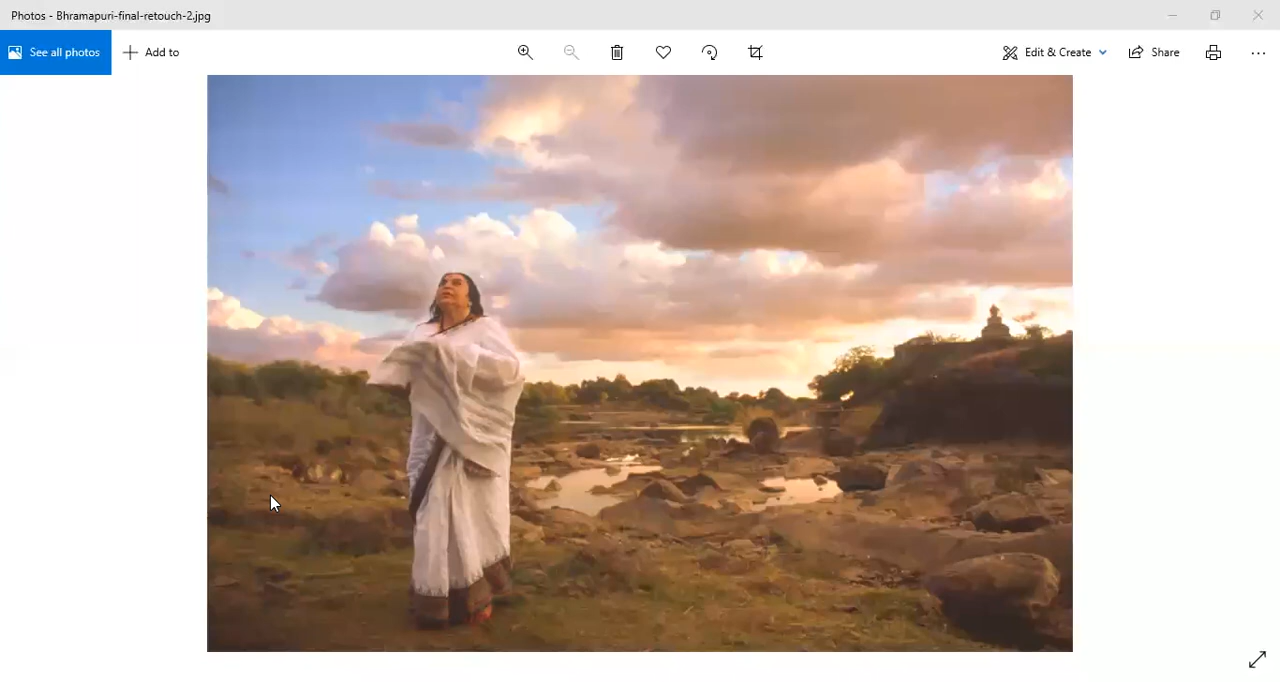 Photos - Bhramapuri-final-retouch-2.jpg
See all photos
Add to
Edit & Create
Share